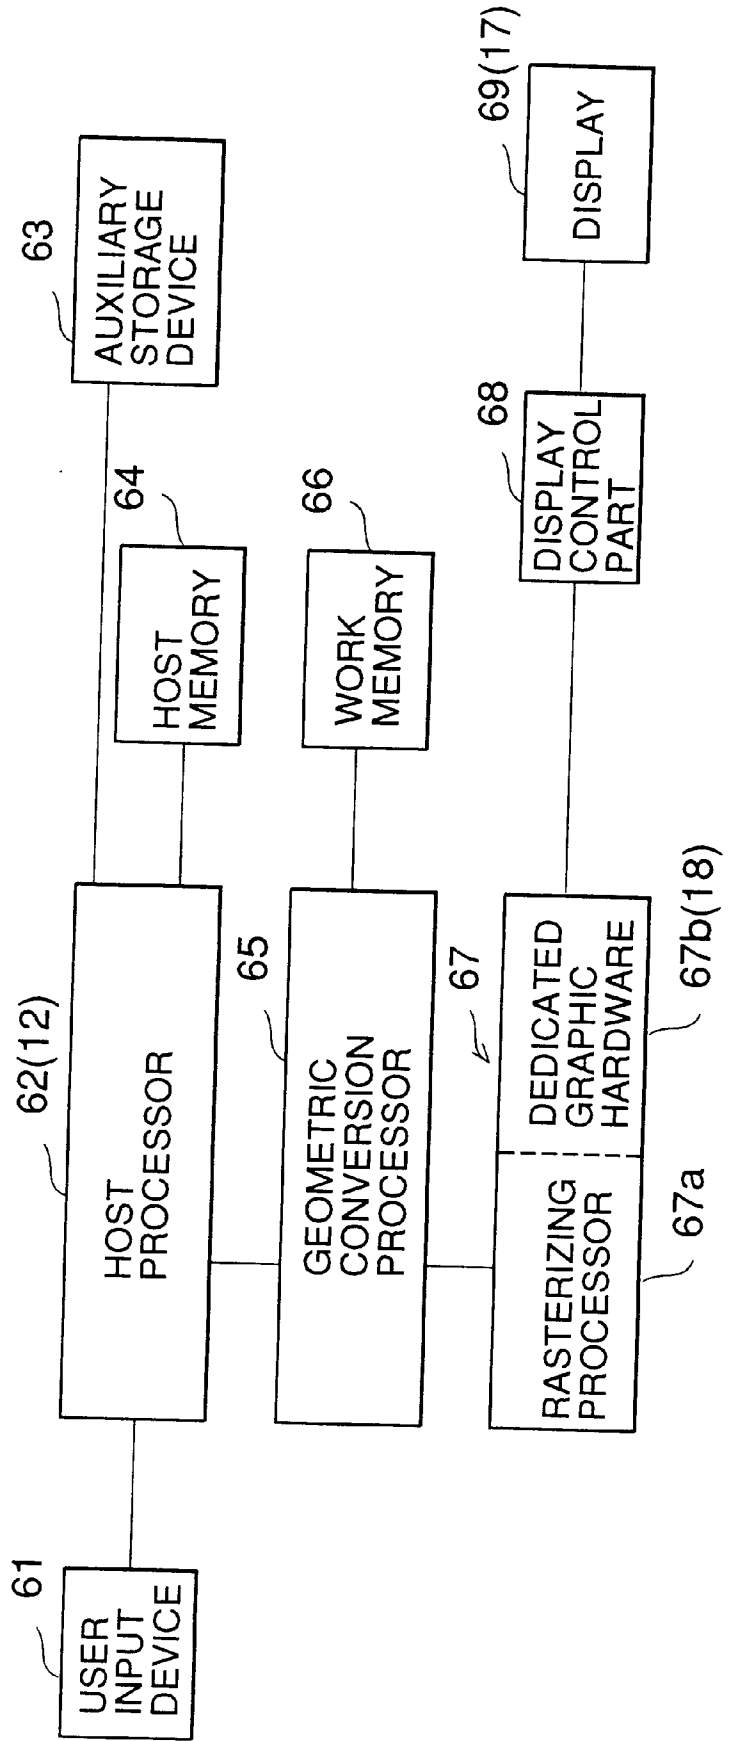 61
USER
INPUT
DEVICE
62(12)
HOST
PROCESSOR
63
AUXILIARY
STORAGE
DEVICE
64
HOST
MEMORY
65
GEOMETRIC
CONVERSION
PROCESSOR
66
WORK
MEMORY
67
RASTERIZING
PROCESSOR
67a
DEDICATED
GRAPHIC
HARDWARE
67b(18)
68
DISPLAY
CONTROL
PART
69(17)
DISPLAY